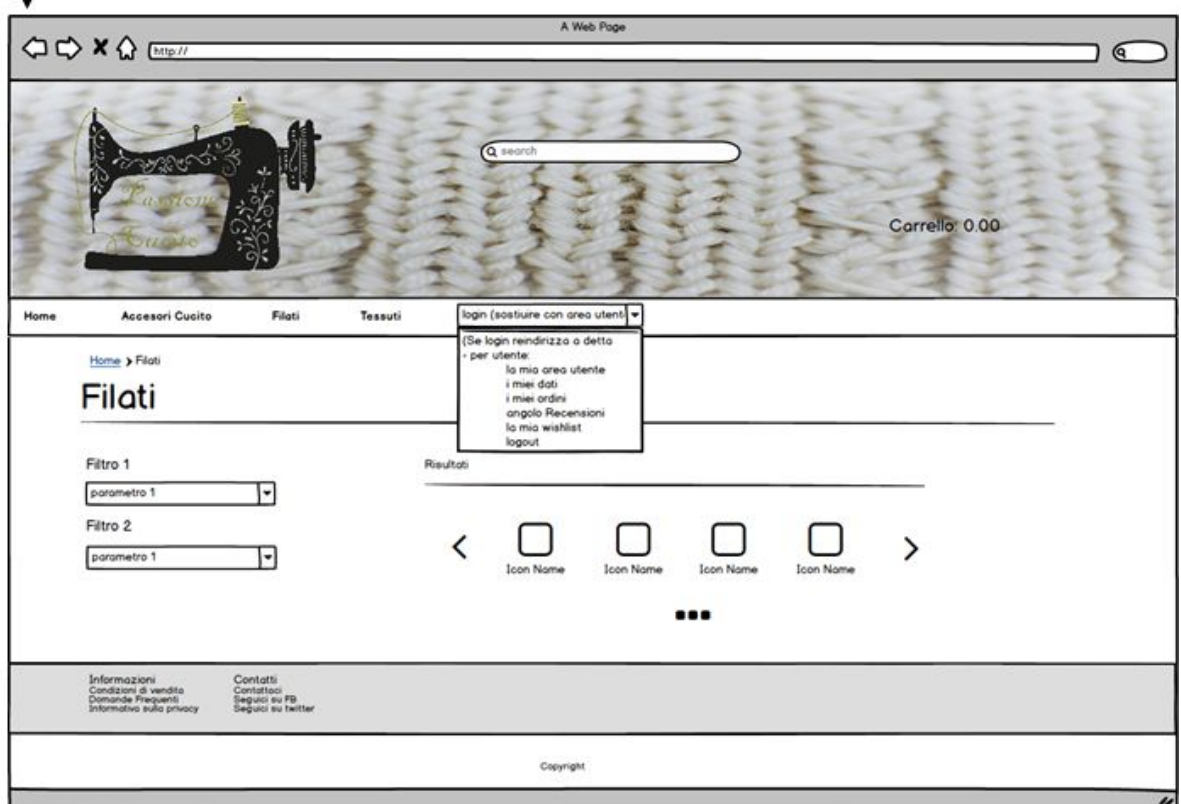 A Web Page
http://
search
Passione
Cucito
Carrello: 0.00
Home Accesori Cucito Filati Tessuti login (sostiuire con area utent
(Se login reindirizza a detta
- per utente:
la mia area utente
i miei dati
i miei ordini
angolo Recensioni
la mia wishlist
logout
Home > Filati
Filati
Filtro 1
parametro 1
Filtro 2
parametro 1
Risultati
Icon Name Icon Name Icon Name Icon Name
Informazioni
Condizioni di vendita
Domande Frequenti
Informativa sulla privacy
Contatti
Contattaci
Seguici su FB
Seguici su twitter
Copyright